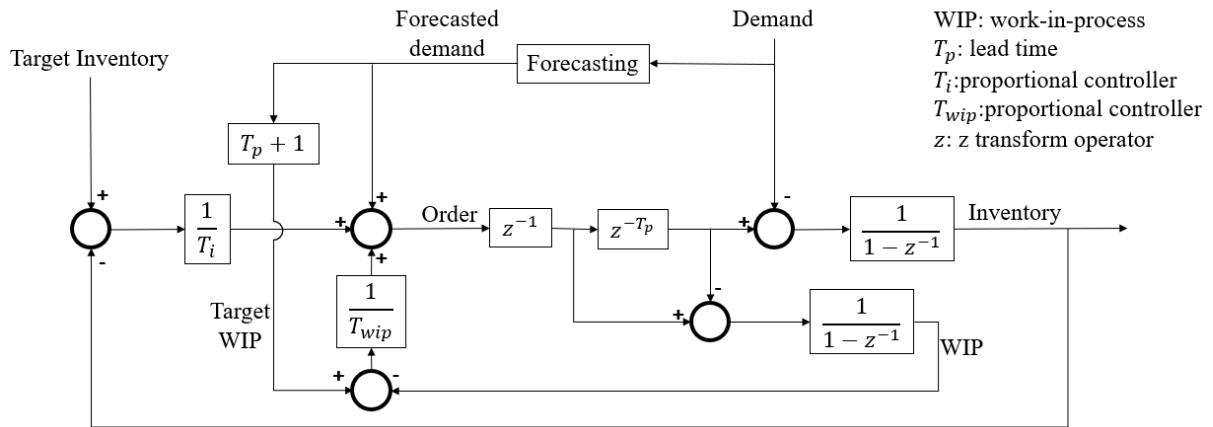 Target Inventory
Forecasted
demand
Demand
WIP: work-in-process
T_p: lead time
T_i:proportional controller
T_wip:proportional controller
z: z transform operator
Forecasting
T_p + 1
+
+
-
1
T_i
+
+
+
Order
z^{-1}
z^{-T_p}
+
-
1
1 − z^{-1}
Inventory
1
T_wip
Target
WIP
+
-
+
-
1
1 − z^{-1}
WIP